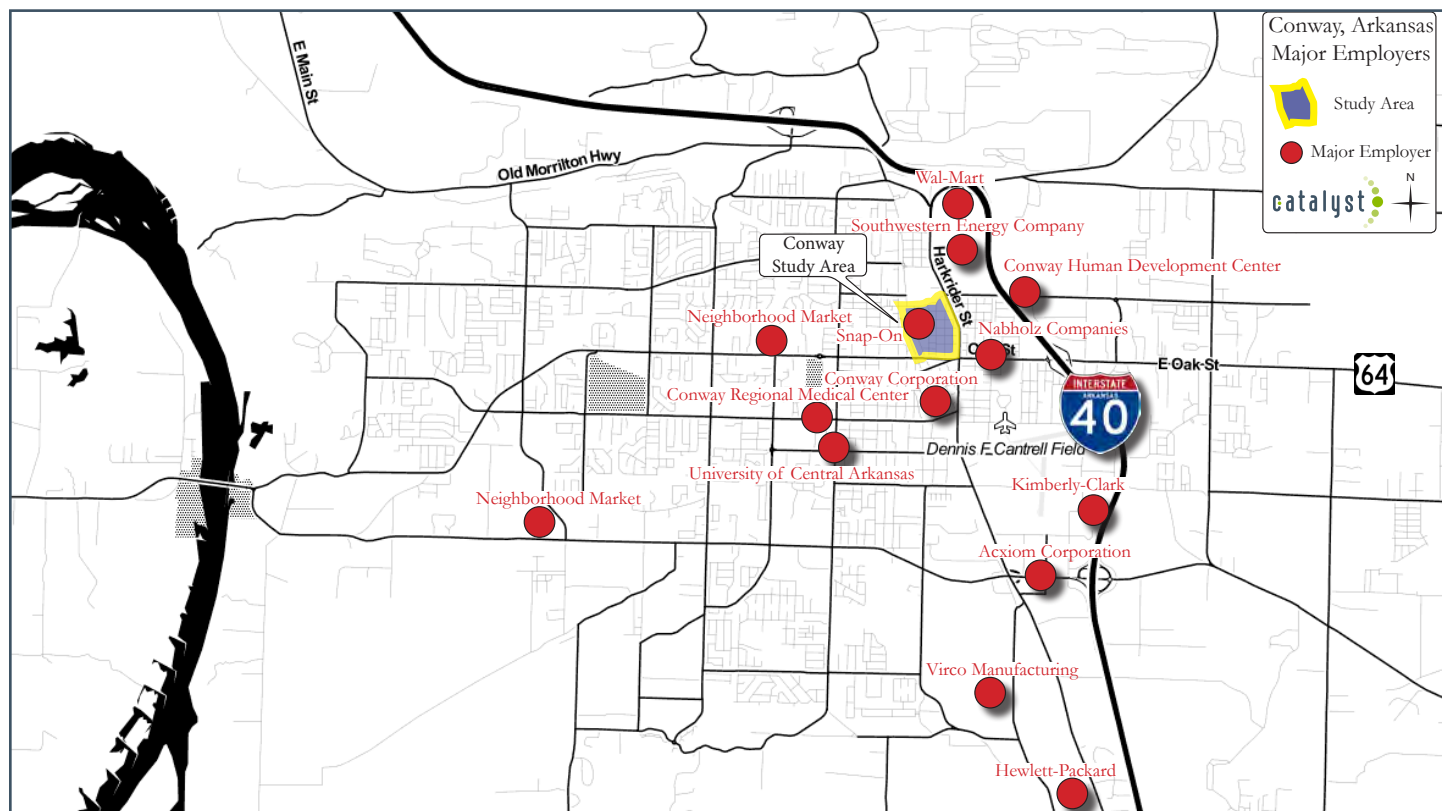 Conway, Arkansas
Major Employers
Study Area
Major Employer
catalyst
N
E Main St
Old Morrilton Hwy
Wal-Mart
Southwestern Energy Company
Conway
Study Area
Harkrider St
Conway Human Development Center
Neighborhood Market
Snap-On
Nabholz Companies
St
E Oak St
64
INTERSTATE
ARKANSAS
40
Conway Corporation
Conway Regional Medical Center
Dennis F Cantrell Field
University of Central Arkansas
Kimberly-Clark
Neighborhood Market
Acxiom Corporation
Virco Manufacturing
Hewlett-Packard